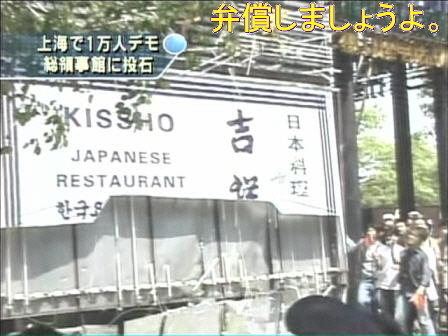 弁償しましょうよ。
上海で1万人デモ
総領事館に投石
KISSHO
JAPANESE
RESTAURANT
吉祥
日本料理